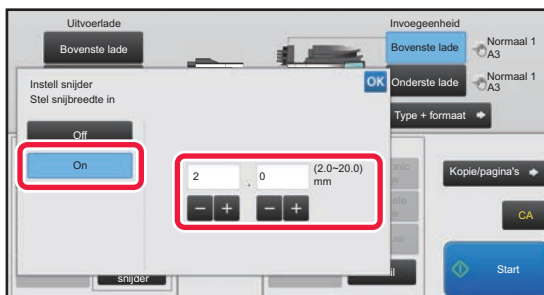 Uitvoerlade
Bovenste lade
Invoegeenheid
Bovenste lade
Normaal 1
A3
Onderste lade
Normaal 1
A3
Type + formaat
Instell snijder
Stel snijbreedte in
OK
Off
On
2 . 0 (2.0~20.0)
mm
Kopie/pagina's
CA
Start
snijder